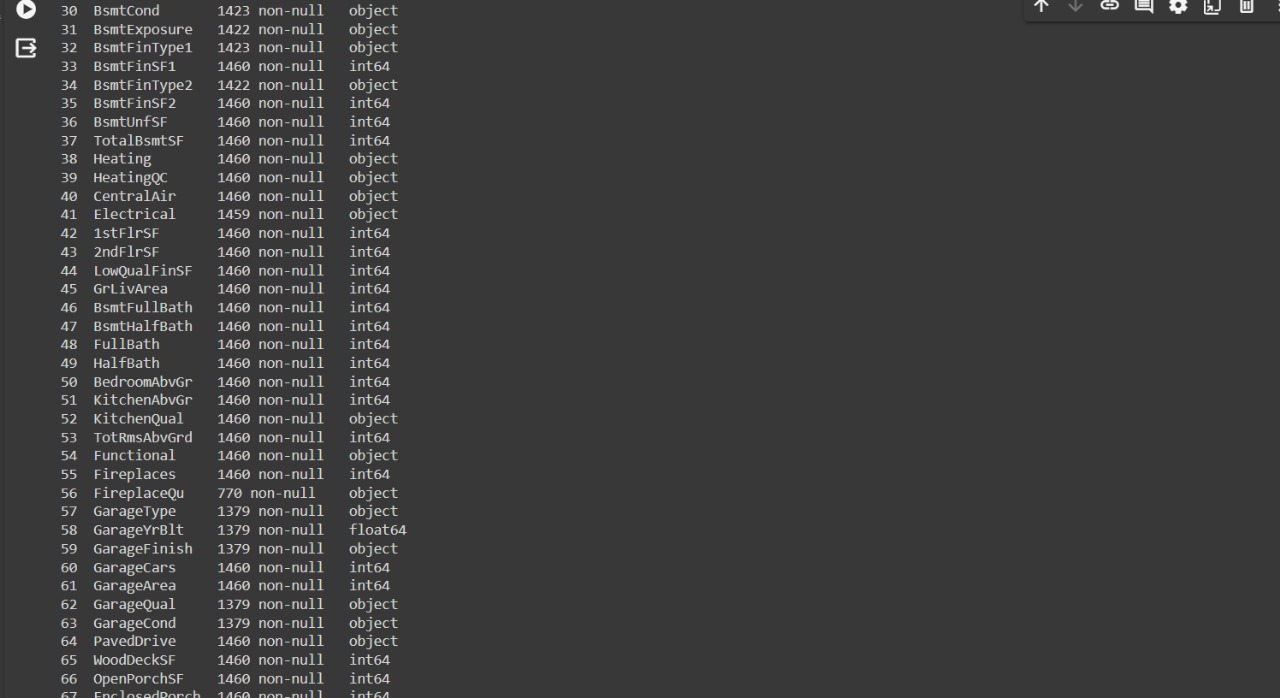 30 BsmtCond 1423 non-null object
31 BsmtExposure 1422 non-null object
32 BsmtFinType1 1423 non-null object
33 BsmtFinSF1 1460 non-null int64
34 BsmtFinType2 1422 non-null object
35 BsmtFinSF2 1460 non-null int64
36 BsmtUnfSF 1460 non-null int64
37 TotalBsmtSF 1460 non-null int64
38 Heating 1460 non-null object
39 HeatingQC 1460 non-null object
40 CentralAir 1460 non-null object
41 Electrical 1459 non-null object
42 1stFlrSF 1460 non-null int64
43 2ndFlrSF 1460 non-null int64
44 LowQualFinSF 1460 non-null int64
45 GrLivArea 1460 non-null int64
46 BsmtFullBath 1460 non-null int64
47 BsmtHalfBath 1460 non-null int64
48 FullBath 1460 non-null int64
49 HalfBath 1460 non-null int64
50 BedroomAbvGr 1460 non-null int64
51 KitchenAbvGr 1460 non-null int64
52 KitchenQual 1460 non-null object
53 TotRmsAbvGrd 1460 non-null int64
54 Functional 1460 non-null object
55 Fireplaces 1460 non-null int64
56 FireplaceQu 770 non-null object
57 GarageType 1379 non-null object
58 GarageYrBlt 1379 non-null float64
59 GarageFinish 1379 non-null object
60 GarageCars 1460 non-null int64
61 GarageArea 1460 non-null int64
62 GarageQual 1379 non-null object
63 GarageCond 1379 non-null object
64 PavedDrive 1460 non-null object
65 WoodDeckSF 1460 non-null int64
66 OpenPorchSF 1460 non-null int64
67 EnclosedPorch 1460 non-null int64